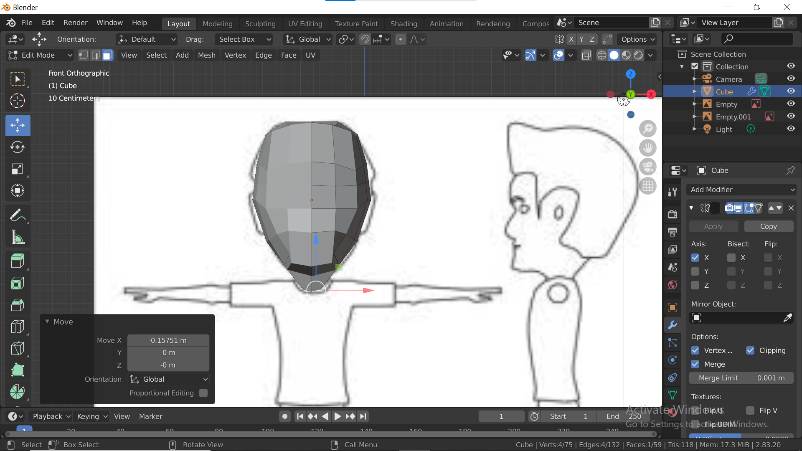 Blender
File Edit Render Window Help Layout Modeling Sculpting UV Editing Texture Paint Shading Animation Rendering Compos Scene View Layer
Orientation: Default Drag: Select Box Global X Y Z Options
Edit Mode View Select Add Mesh Vertex Edge Face UV
Front Orthographic
(1) Cube
10 Centimeters
X
Y
Scene Collection
Collection
Camera
Cube
Empty
Empty.001
Light
Cube
Add Modifier
Apply Copy
Axis: Bisect: Flip:
X X X
Y Y Y
Z Z Z
Mirror Object:
Options:
Vertex ... Clipping
Merge
Merge Limit 0.001 m
Textures:
Flip U Flip V
Flip UDIM
Activate Windows
Go to Settings to activate Windows.
Move
Move X 0.15751 m
Y 0 m
Z -0 m
Orientation Global
Proportional Editing
Playback Keying View Marker 1 Start 1 End 250
Select Box Select Rotate View Call Menu Cube | Verts:4/75 | Edges:4/132 | Faces:1/59 | Tris:118 | Mem: 17.3 MiB | 2.83.20